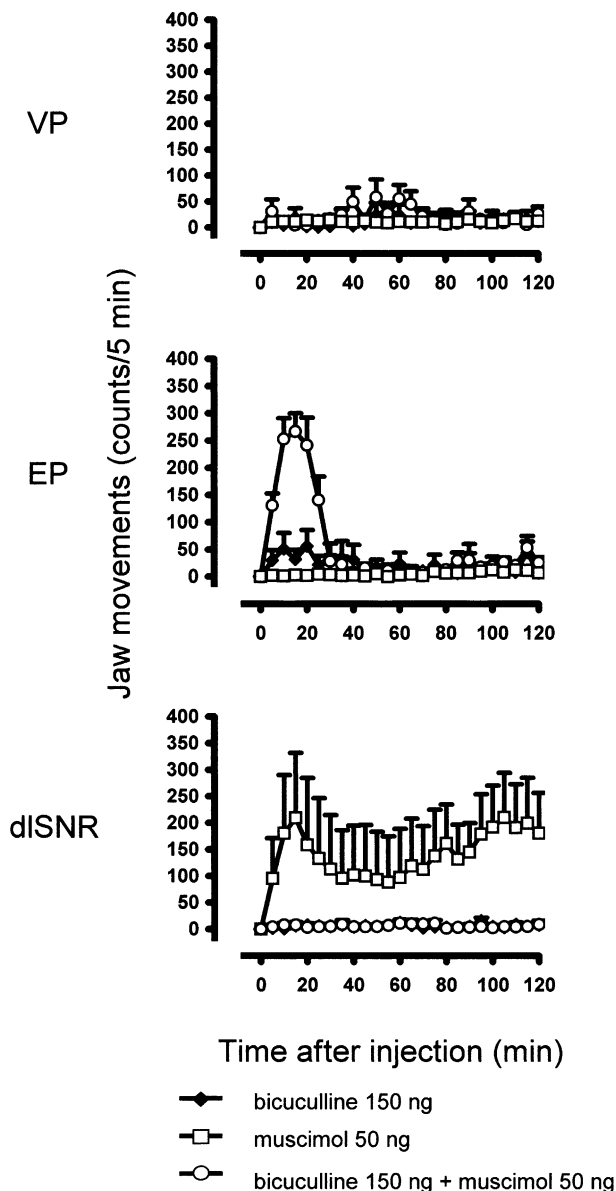 400
350
300
250
200
150
100
50
0
VP
0 20 40 60 80 100 120
400
350
300
250
200
150
100
50
0
EP
0 20 40 60 80 100 120
Jaw movements (counts/5 min)
400
350
300
250
200
150
100
50
0
dlSNR
0 20 40 60 80 100 120
Time after injection (min)
bicuculline 150 ng
muscimol 50 ng
bicuculline 150 ng + muscimol 50 ng